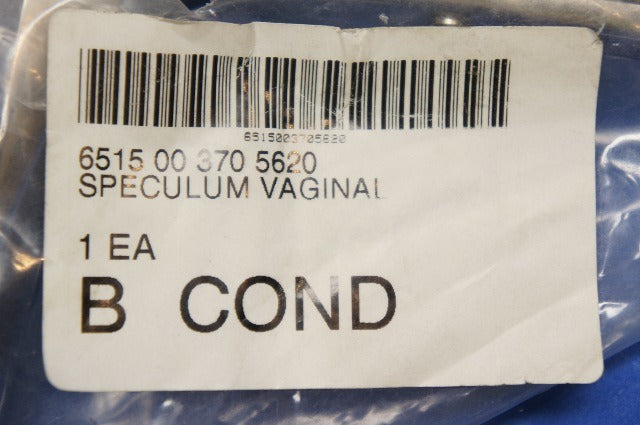 6515003705620
6515 00 370 5620
SPECULUM VAGINAL
1 EA
B COND